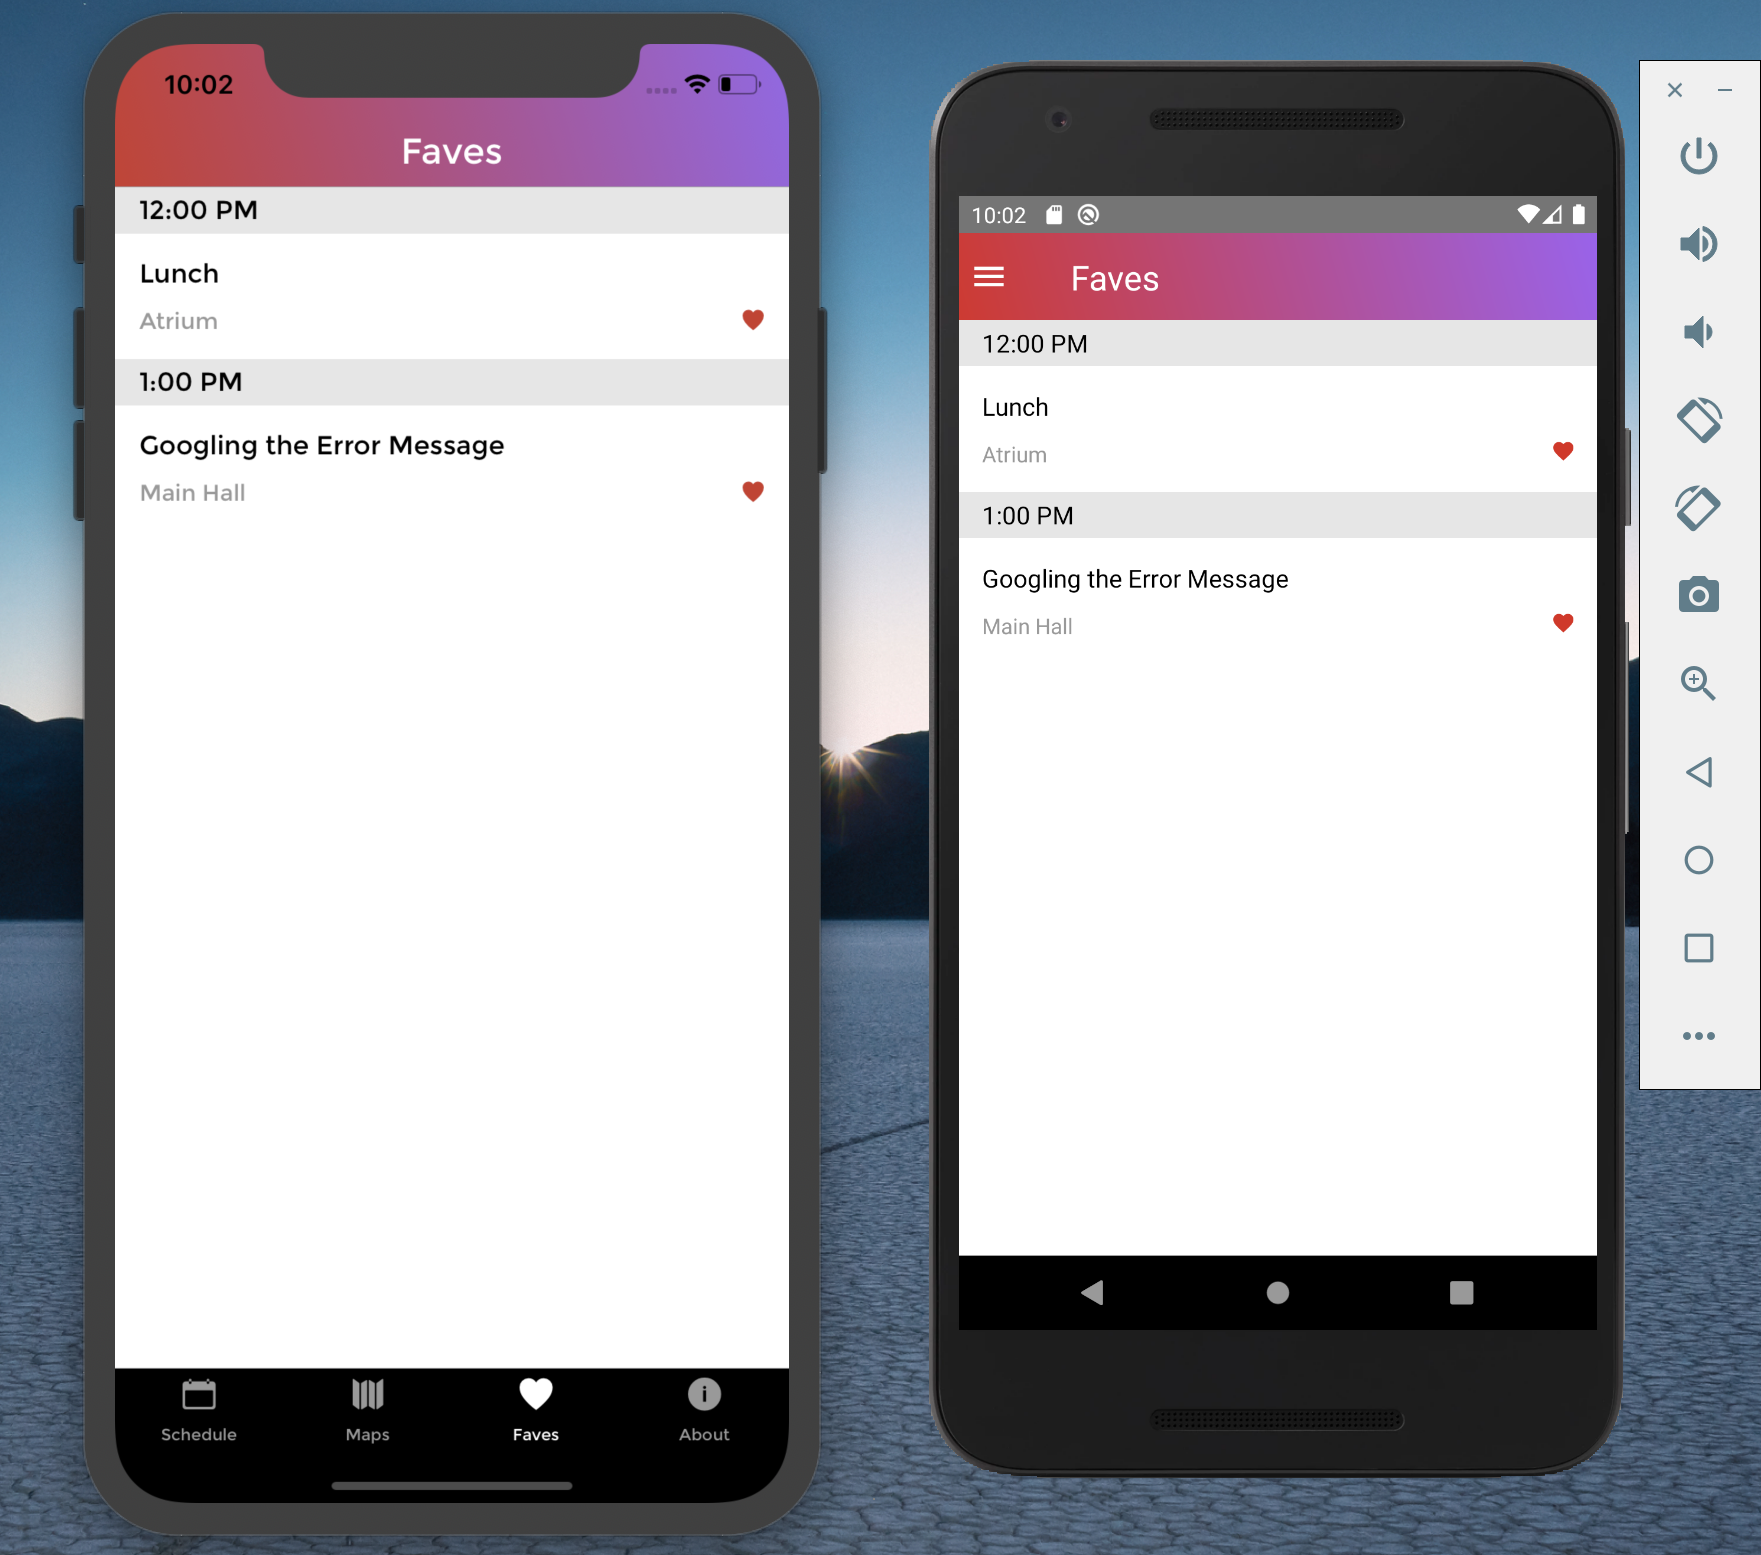 10:02
Faves
12:00 PM
Lunch
Atrium
1:00 PM
Googling the Error Message
Main Hall
Schedule
Maps
Faves
About
10:02
Faves
12:00 PM
Lunch
Atrium
1:00 PM
Googling the Error Message
Main Hall